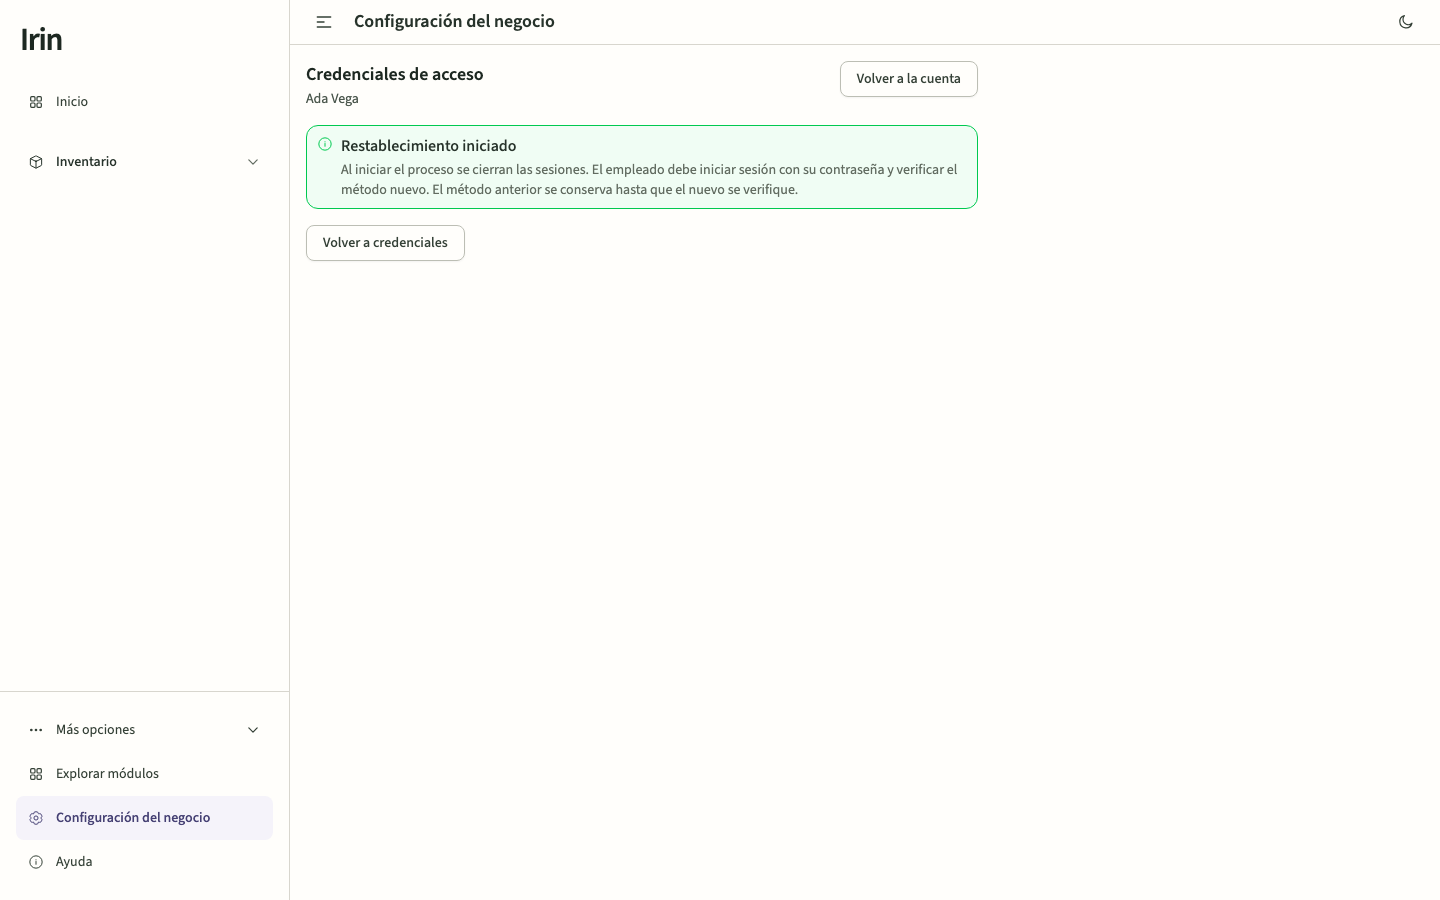 Irin
Inicio
Inventario
Más opciones
Explorar módulos
Configuración del negocio
Ayuda
Configuración del negocio
Credenciales de acceso
Ada Vega
Volver a la cuenta
Restablecimiento iniciado
Al iniciar el proceso se cierran las sesiones. El empleado debe iniciar sesión con su contraseña y verificar el
método nuevo. El método anterior se conserva hasta que el nuevo se verifique.
Volver a credenciales